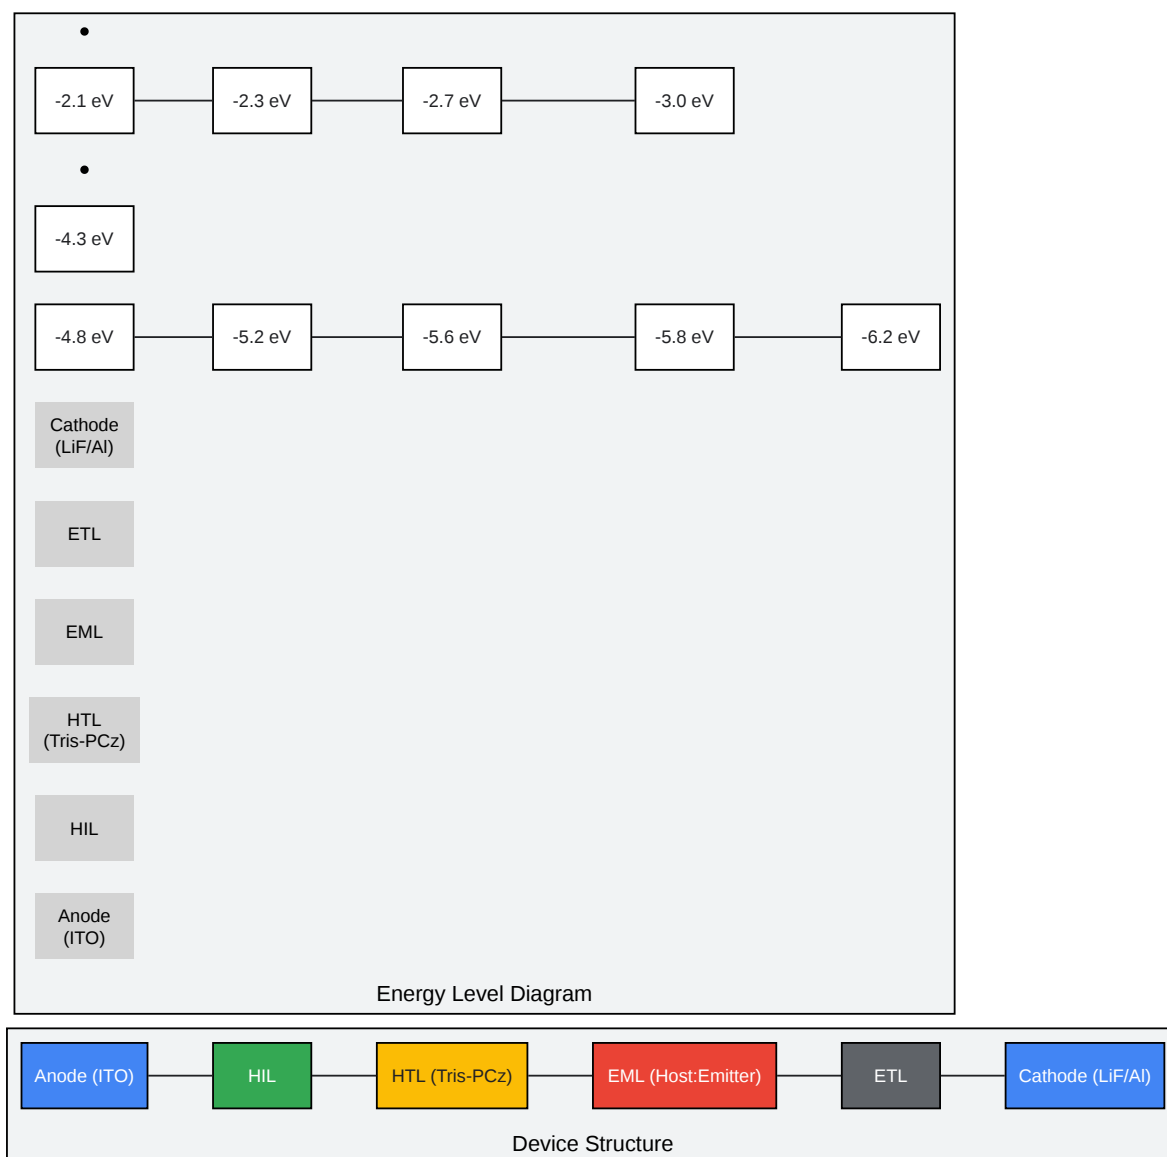 -2.1 eV
-2.3 eV
-2.7 eV
-3.0 eV
-4.3 eV
-4.8 eV
-5.2 eV
-5.6 eV
-5.8 eV
-6.2 eV
Cathode
(LiF/Al)
ETL
EML
HTL
(Tris-PCz)
HIL
Anode
(ITO)
Energy Level Diagram
Anode (ITO)
HIL
HTL (Tris-PCz)
EML (Host:Emitter)
ETL
Cathode (LiF/Al)
Device Structure